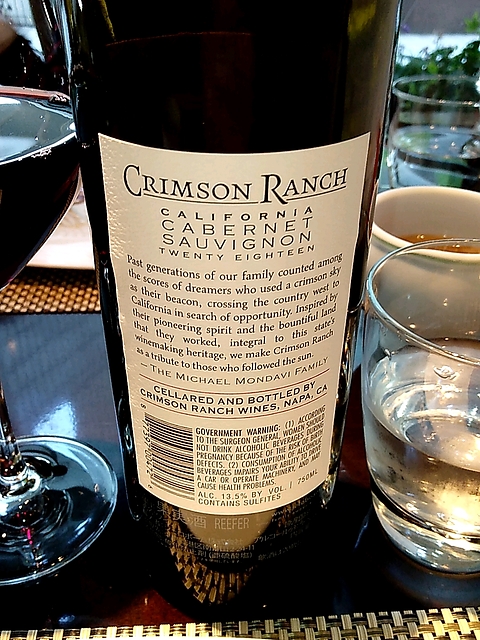 CRIMSON RANCH
CALIFORNIA
CABERNET
SAUVIGNON
TWENTY EIGHTEEN
Past generations of our family counted among
the scores of dreamers who used a crimson sky
as their beacon, crossing the country west to
California in search of opportunity. Inspired by
their pioneering spirit and the bountiful land
that they worked, integral to this state's
winemaking heritage, we make Crimson Ranch
as a tribute to those who followed the sun.
— THE MICHAEL MONDAVI FAMILY
CELLARED AND BOTTLED BY
CRIMSON RANCH WINES, NAPA, CA
GOVERNMENT WARNING: (1) ACCORDING
TO THE SURGEON GENERAL, WOMEN SHOULD
NOT DRINK ALCOHOLIC BEVERAGES DURING
PREGNANCY BECAUSE OF THE RISK OF BIRTH
DEFECTS. (2) CONSUMPTION OF ALCOHOLIC
BEVERAGES IMPAIRS YOUR ABILITY TO DRIVE
A CAR OR OPERATE MACHINERY, AND MAY
CAUSE HEALTH PROBLEMS.
ALC. 13.5% BY VOL. | 750ML
CONTAINS SULFITES
REEFER